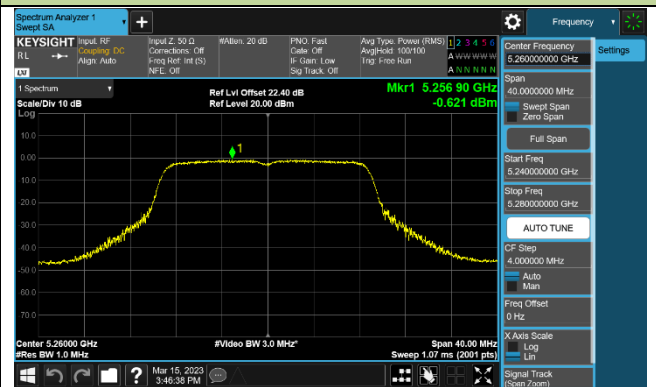 Spectrum Analyzer 1
Swept SA
Frequency
KEYSIGHT
RL
LXI
Input: RF
Coupling: DC
Align: Auto
Input Z: 50 Ω
Corrections: Off
Freq Ref: Int (S)
NFE: Off
#Atten: 20 dB
PNO: Fast
Gate: Off
IF Gain: Low
Sig Track: Off
Avg Type: Power (RMS)
Avg|Hold: 100/100
Trig: Free Run
1 2 3 4 5 6
A W W W W W
A N N N N N
1 Spectrum
Scale/Div 10 dB
Log
Ref Lvl Offset 22.40 dB
Ref Level 20.00 dBm
Mkr1 5.256 90 GHz
-0.621 dBm
1
10.0
0.00
10.0
20.0
30.0
40.0
-50.0
60.0
70.0
Center 5.26000 GHz
#Res BW 1.0 MHz
#Video BW 3.0 MHz*
Span 40.00 MHz
Sweep 1.07 ms (2001 pts)
Mar 15, 2023
3:46:38 PM
?
Center Frequency
5.260000000 GHz
Span
40.0000000 MHz
Swept Span
Zero Span
Full Span
Start Freq
5.240000000 GHz
Stop Freq
5.280000000 GHz
AUTO TUNE
CF Step
4.000000 MHz
Auto
Man
Freq Offset
0 Hz
X Axis Scale
Log
Lin
Signal Track
(Span Zoom)
Settings